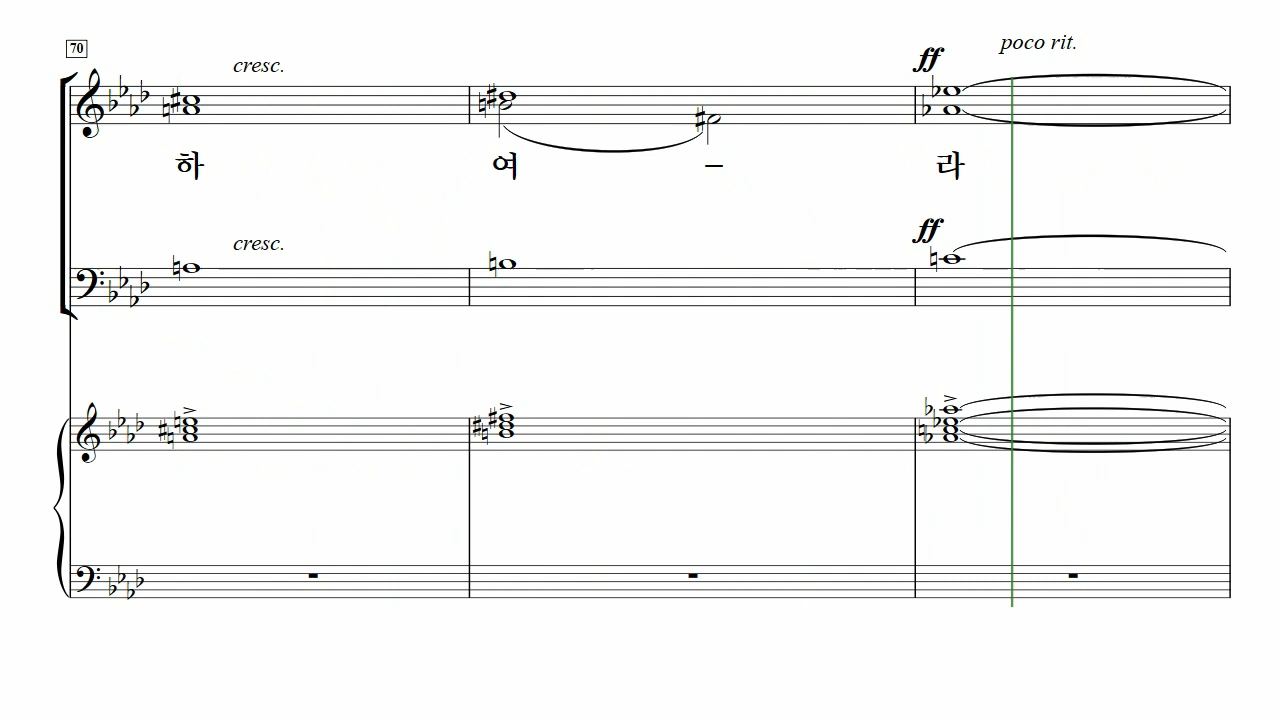 70
cresc.
ff
poco rit.
하 여 – 라
cresc.
ff